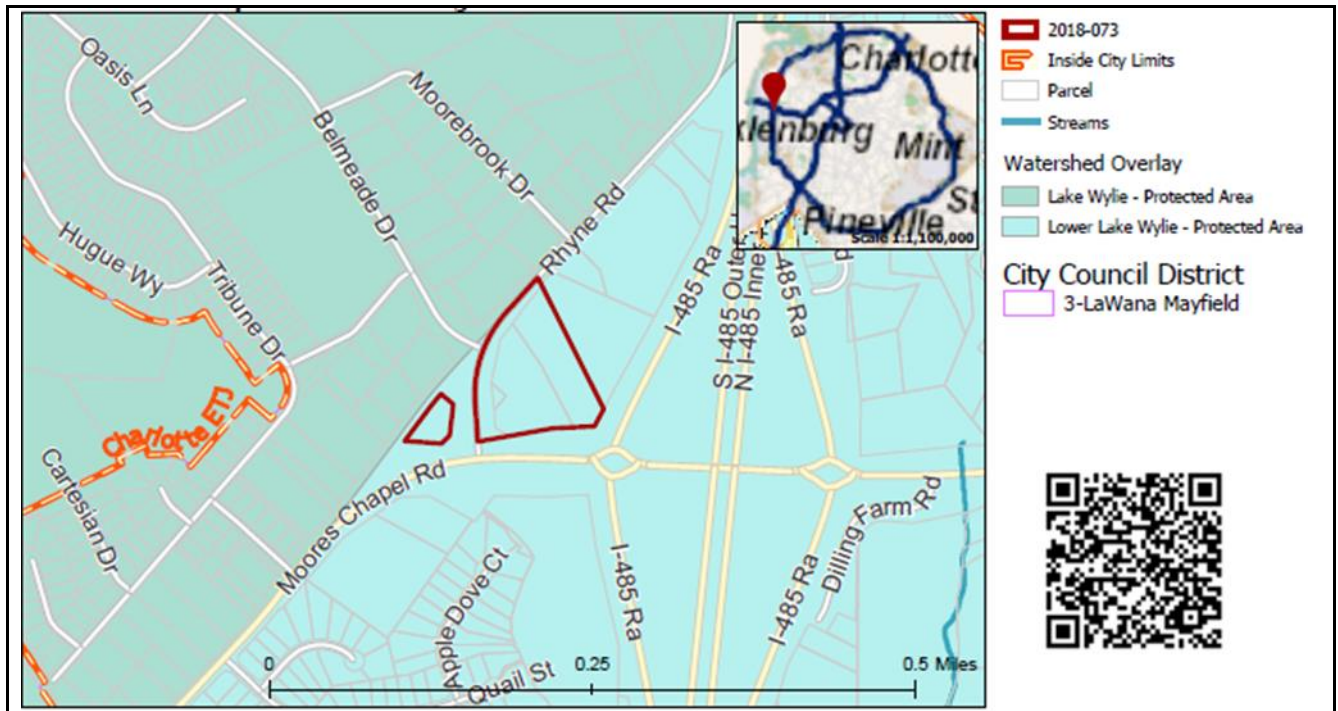 Oasis Ln
Belmeade Dr
Moorebrook Dr
Rhyne Rd
Hugue Wy
Tribune Dr
Charlotte ETJ
Cartesian Dr
Moores Chapel Rd
Apple Dove Ct
Quail St
I-485 Ra
S I-485 Outer
N I-485 Inne
485 Ra
d
I-485 Ra
I-485 Ra
Dilling Farm Rd
0
0.25
0.5 Miles
Charlott
klenburg
Mint
St
Pineville
Scale 1:1,100,000
2018-073
Inside City Limits
Parcel
Streams
Watershed Overlay
Lake Wylie - Protected Area
Lower Lake Wylie - Protected Area
City Council District
3-LaWana Mayfield